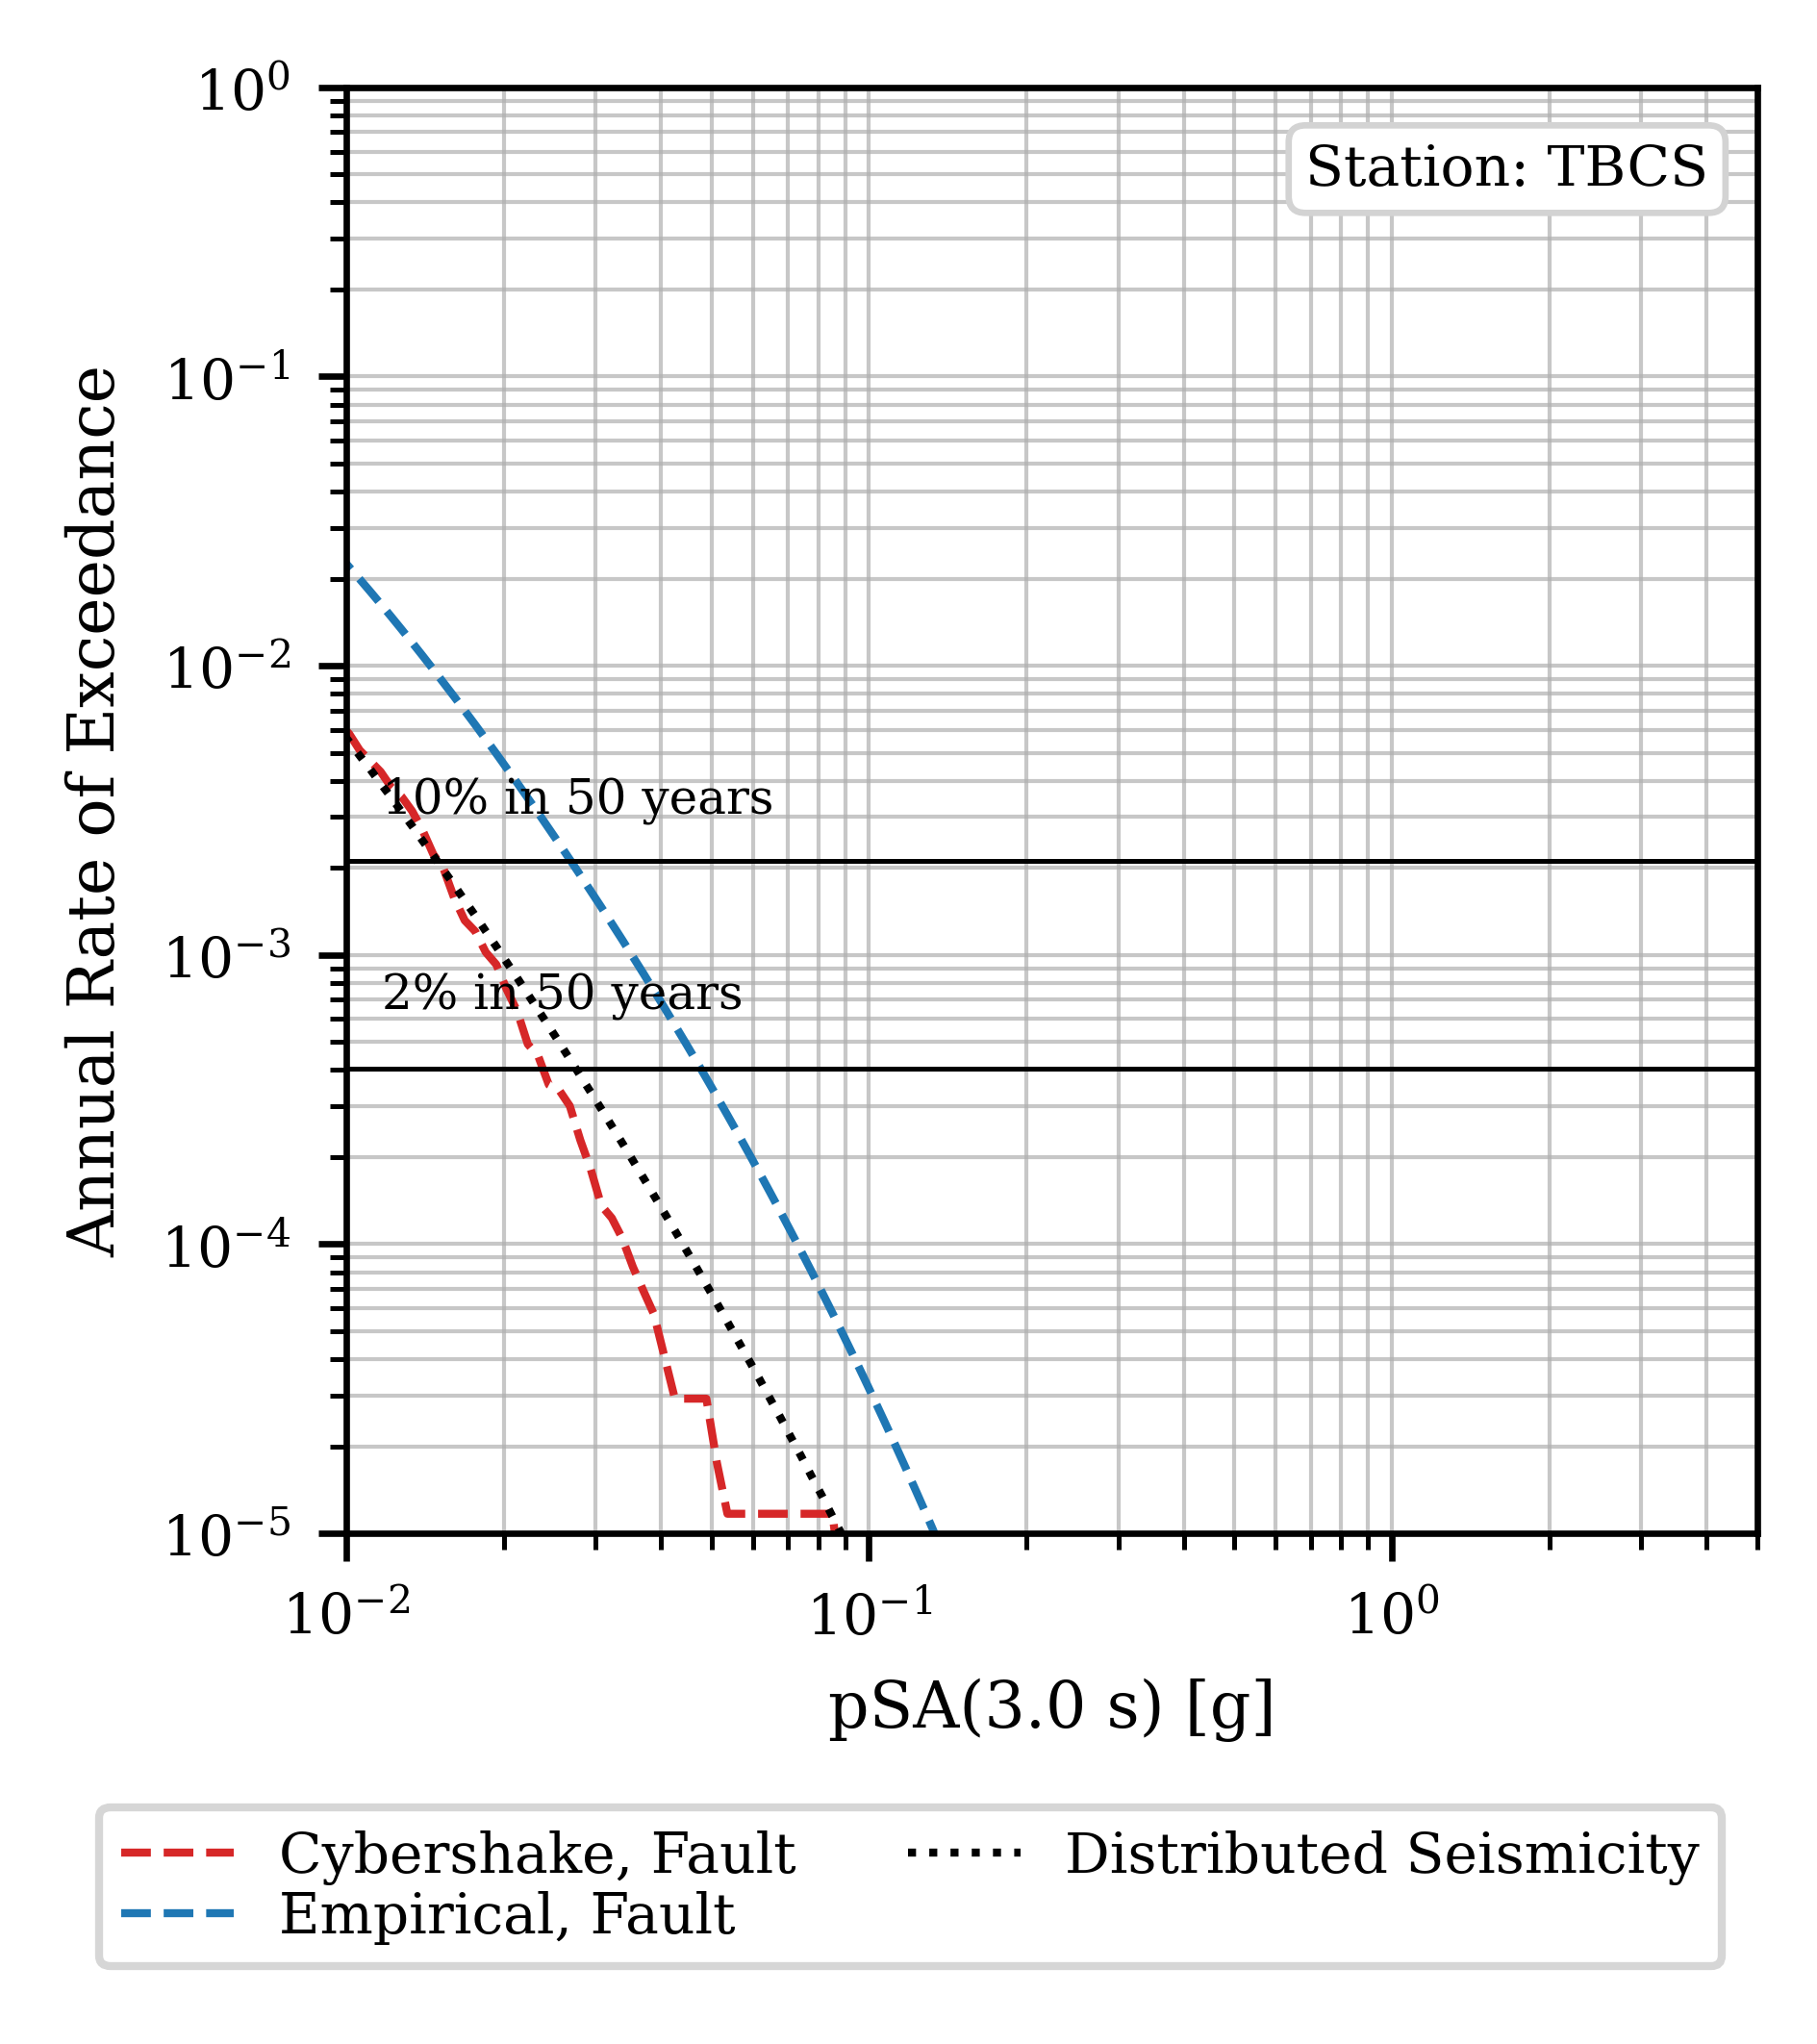 10⁰
Station: TBCS
10⁻¹
10⁻²
10% in 50 years
10⁻³
2% in 50 years
10⁻⁴
10⁻⁵
Annual Rate of Exceedance
10⁻² 10⁻¹ 10⁰
pSA(3.0 s) [g]
Cybershake, Fault
Empirical, Fault
Distributed Seismicity